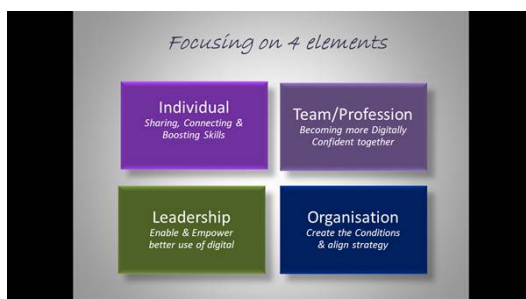 Focusing on 4 elements
Individual
Sharing, Connecting &
Boosting Skills
Team/Profession
Becoming more Digitally
Confident together
Leadership
Enable & Empower
better use of digital
Organisation
Create the Conditions
& align strategy